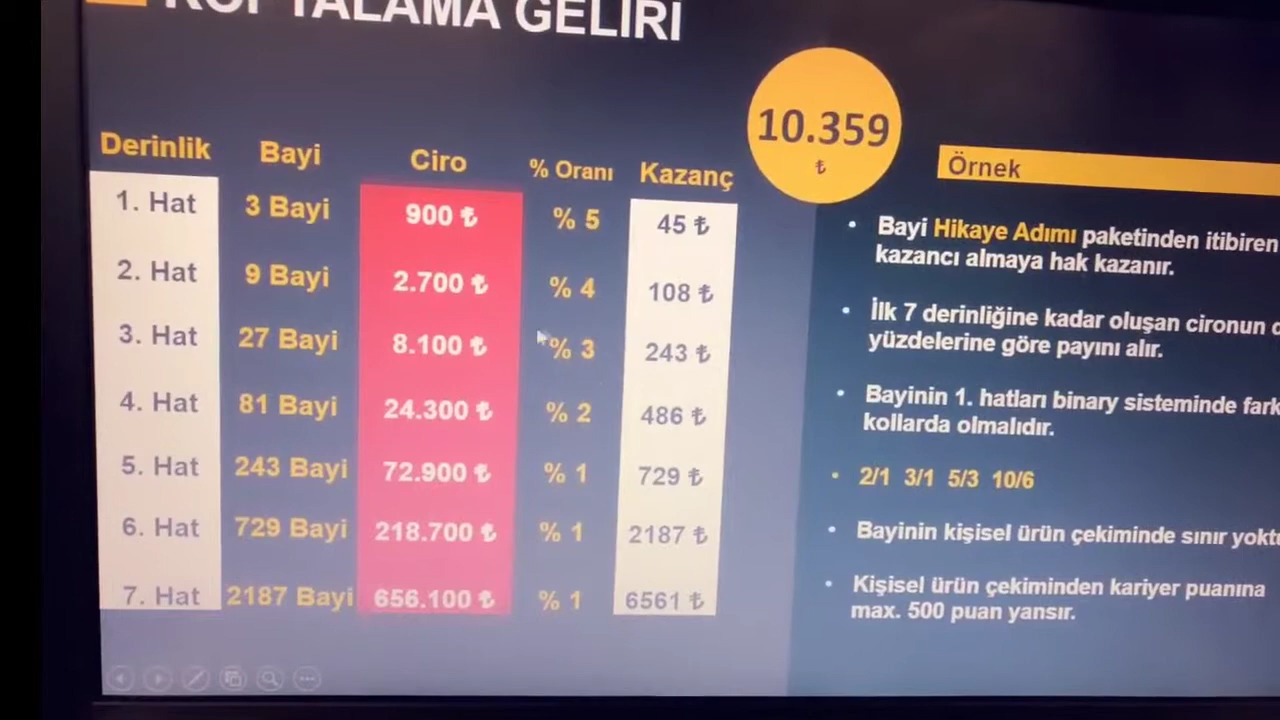 GELİRİ
10.359
₺
Derinlik Bayi Ciro % Oranı Kazanç
1. Hat 3 Bayi 900 ₺ % 5 45 ₺
2. Hat 9 Bayi 2.700 ₺ % 4 108 ₺
3. Hat 27 Bayi 8.100 ₺ % 3 243 ₺
4. Hat 81 Bayi 24.300 ₺ % 2 486 ₺
5. Hat 243 Bayi 72.900 ₺ % 1 729 ₺
6. Hat 729 Bayi 218.700 ₺ % 1 2187 ₺
7. Hat 2187 Bayi 656.100 ₺ % 1 6561 ₺
Örnek
• Bayi Hikaye Adımı paketinden itibiren
kazancı almaya hak kazanır.
• İlk 7 derinliğine kadar oluşan cironun
yüzdelerine göre payını alır.
• Bayinin 1. hatları binary sisteminde fark
kollarda olmalıdır.
• 2/1 3/1 5/3 10/6
• Bayinin kişisel ürün çekiminde sınır yokt
• Kişisel ürün çekiminden kariyer puanına
max. 500 puan yansır.